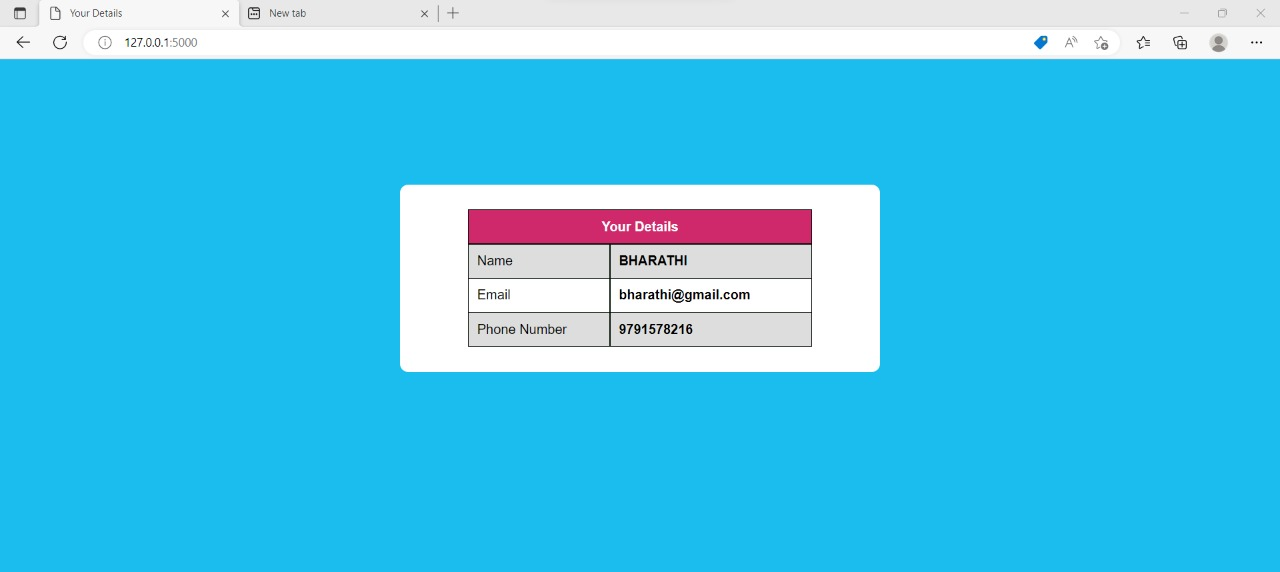 Your Details
New tab
127.0.0.1:5000
Your Details
Name BHARATHI
Email bharathi@gmail.com
Phone Number 9791578216